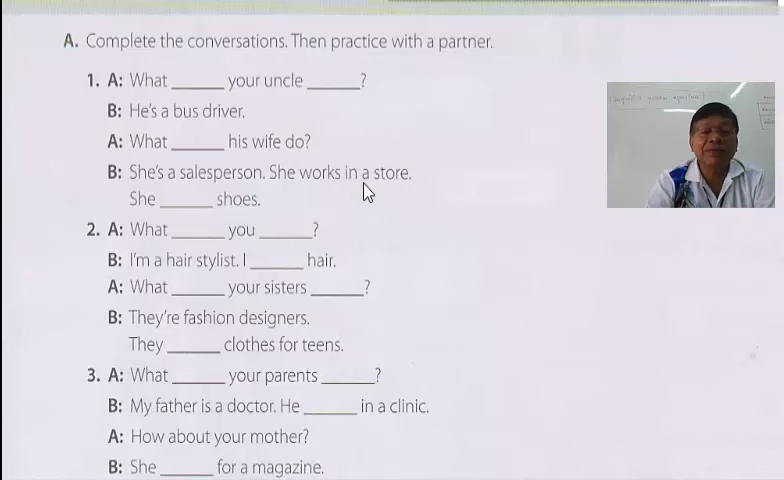 A. Complete the conversations. Then practice with a partner.
1. A: What ______ your uncle ______?
B: He's a bus driver.
A: What ______ his wife do?
B: She's a salesperson. She works in a store.
She ______ shoes.
2. A: What ______ you ______?
B: I'm a hair stylist. I ______ hair.
A: What ______ your sisters ______?
B: They're fashion designers.
They ______ clothes for teens.
3. A: What ______ your parents ______?
B: My father is a doctor. He ______ in a clinic.
A: How about your mother?
B: She ______ for a magazine.